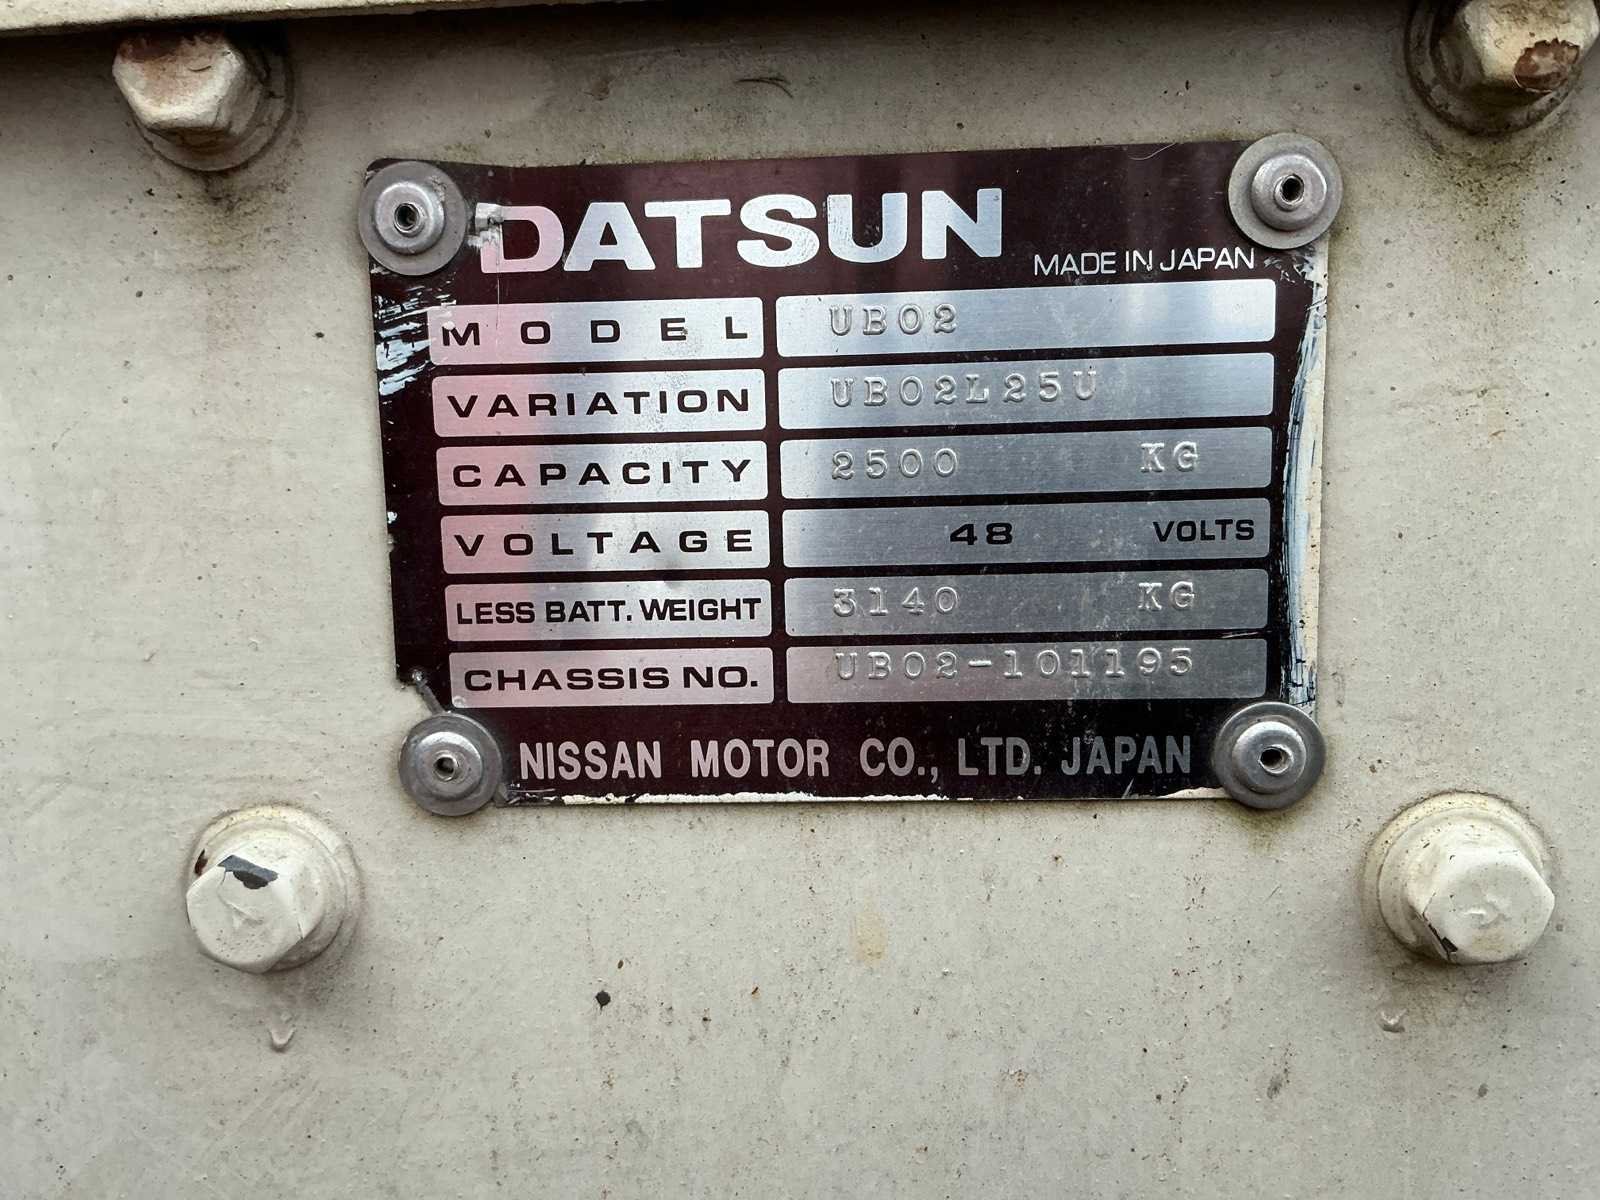 DATSUN MADE IN JAPAN
MODEL UB02
VARIATION UB02L25U
CAPACITY 2500 KG
VOLTAGE 48 VOLTS
LESS BATT. WEIGHT 3140 KG
CHASSIS NO. UB02-101195
NISSAN MOTOR CO., LTD. JAPAN